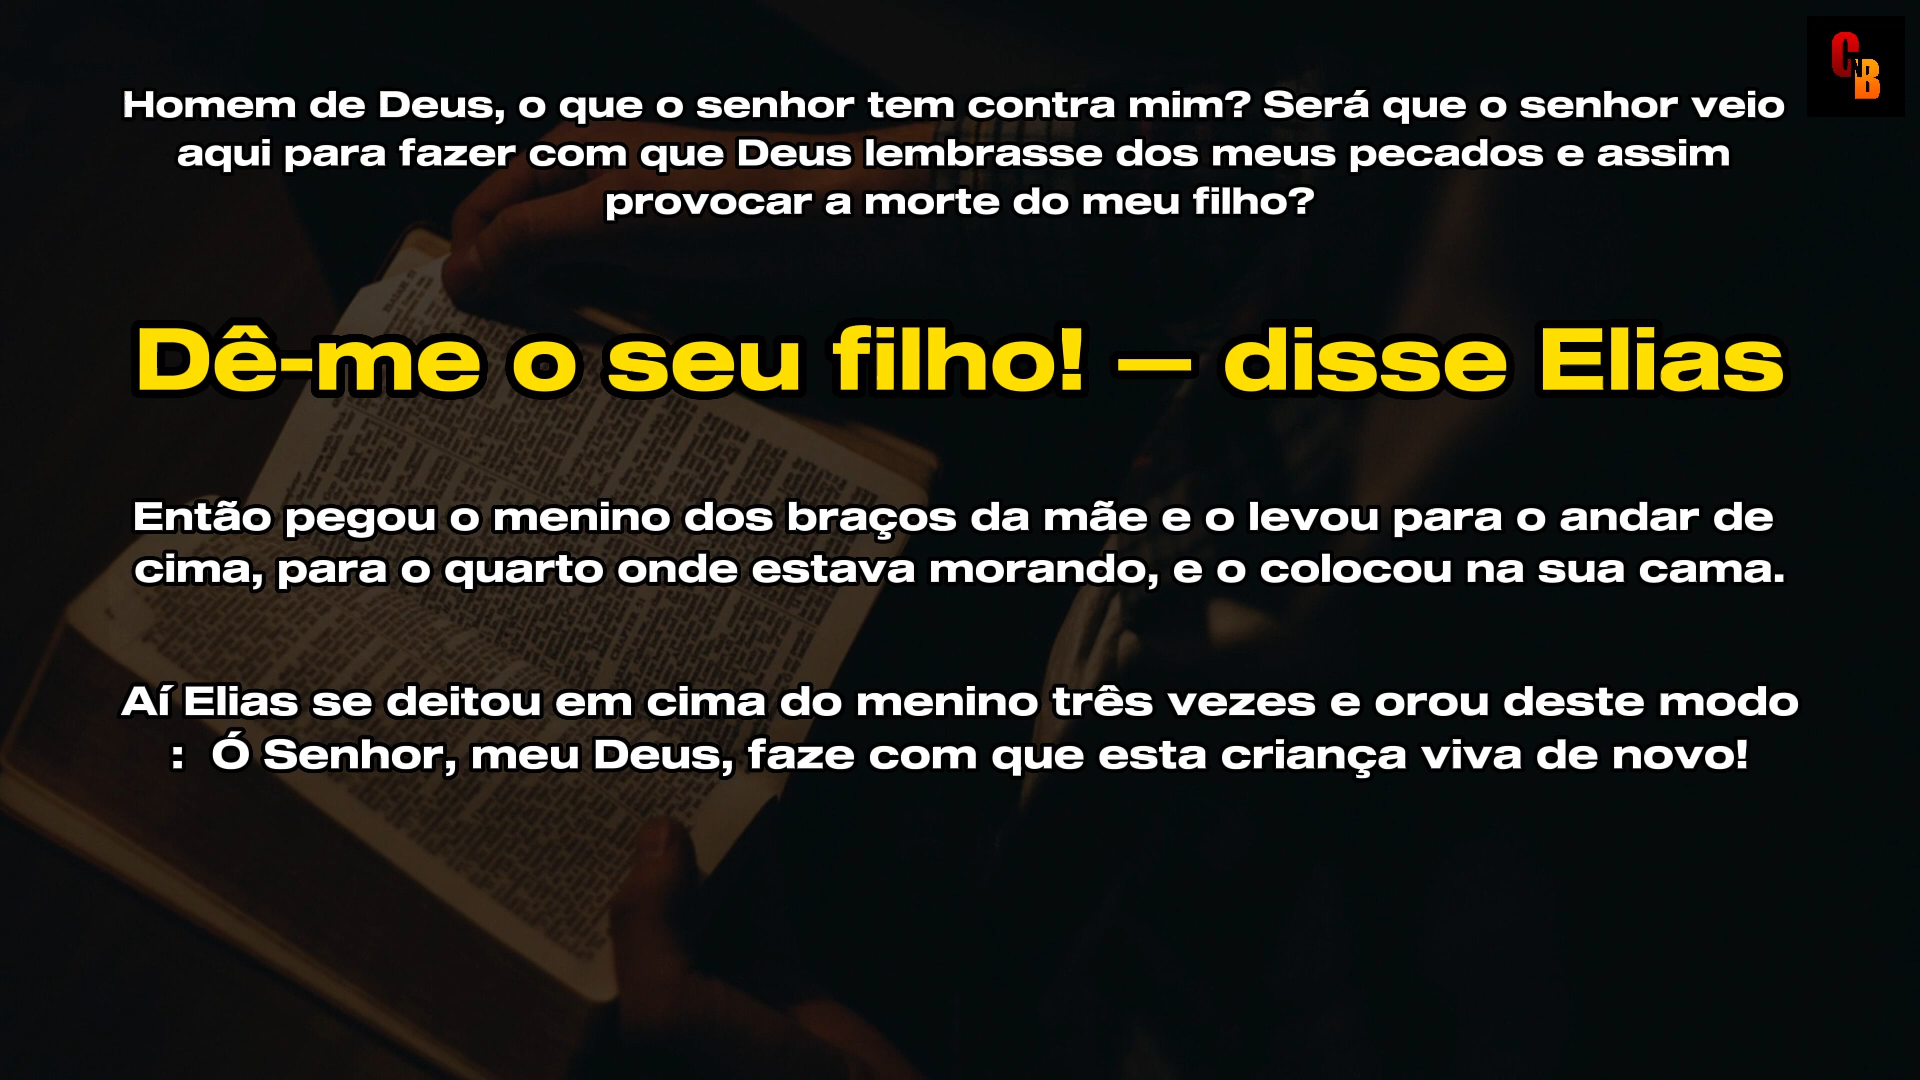 Homem de Deus, o que o senhor tem contra mim? Será que o senhor veio
aqui para fazer com que Deus lembrasse dos meus pecados e assim
provocar a morte do meu filho?
Dê-me o seu filho! — disse Elias
Então pegou o menino dos braços da mãe e o levou para o andar de
cima, para o quarto onde estava morando, e o colocou na sua cama.
Aí Elias se deitou em cima do menino três vezes e orou deste modo
: Ó Senhor, meu Deus, faze com que esta criança viva de novo!